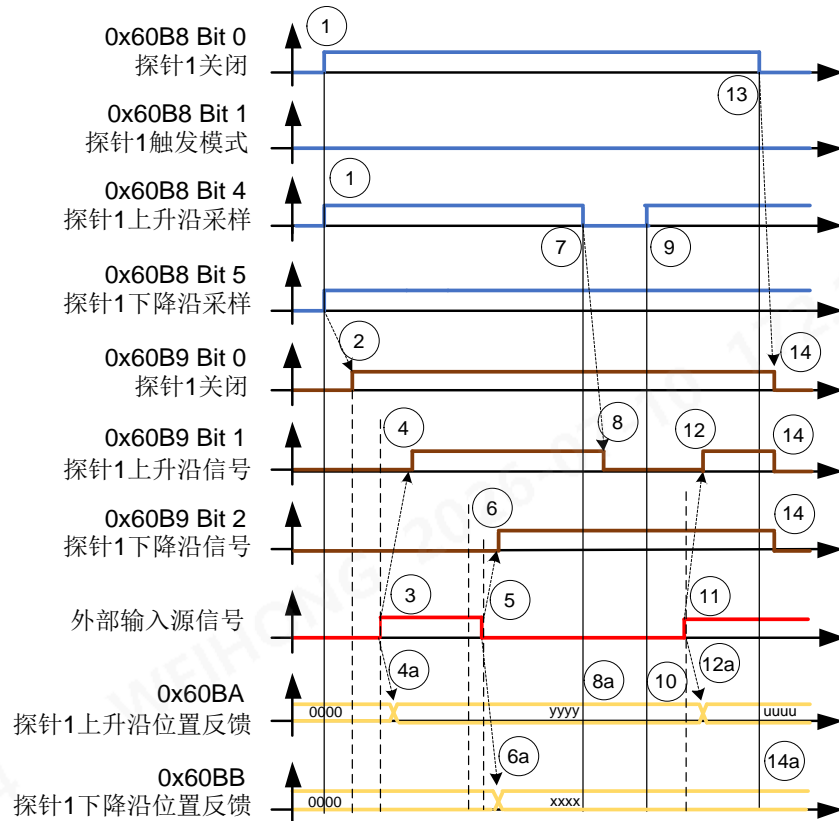 0x60B8 Bit 0
探针1关闭
1
13
0x60B8 Bit 1
探针1触发模式
0x60B8 Bit 4
探针1上升沿采样
1
7
9
0x60B8 Bit 5
探针1下降沿采样
0x60B9 Bit 0
探针1关闭
2
14
0x60B9 Bit 1
探针1上升沿信号
4
8
12
14
0x60B9 Bit 2
探针1下降沿信号
6
14
外部输入源信号
3
5
11
0x60BA
探针1上升沿位置反馈
4a
8a
10
12a
0000
yyyy
uuuu
0x60BB
探针1下降沿位置反馈
6a
14a
0000
xxxx